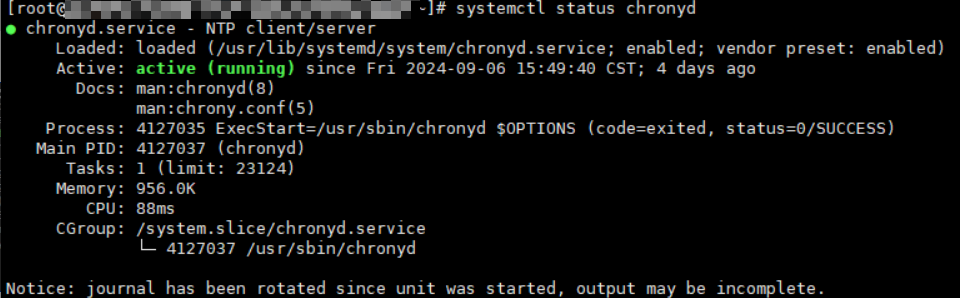 [root@ ~]# systemctl status chronyd
● chronyd.service - NTP client/server
Loaded: loaded (/usr/lib/systemd/system/chronyd.service; enabled; vendor preset: enabled)
Active: active (running) since Fri 2024-09-06 15:49:40 CST; 4 days ago
Docs: man:chronyd(8)
man:chrony.conf(5)
Process: 4127035 ExecStart=/usr/sbin/chronyd $OPTIONS (code=exited, status=0/SUCCESS)
Main PID: 4127037 (chronyd)
Tasks: 1 (limit: 23124)
Memory: 956.0K
CPU: 88ms
CGroup: /system.slice/chronyd.service
└─ 4127037 /usr/sbin/chronyd
Notice: journal has been rotated since unit was started, output may be incomplete.